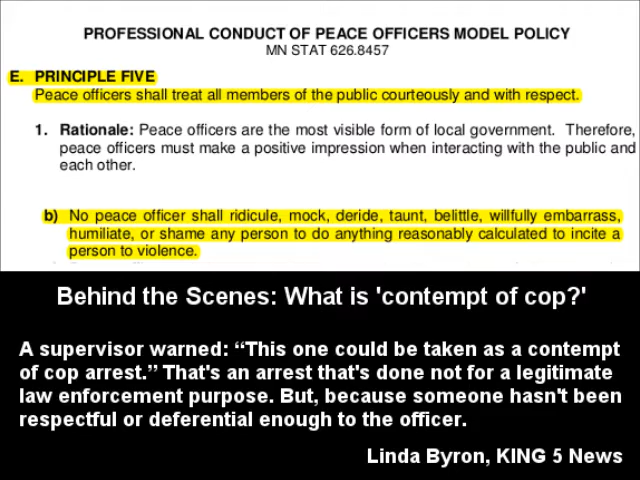 PROFESSIONAL CONDUCT OF PEACE OFFICERS MODEL POLICY
MN STAT 626.8457
E. PRINCIPLE FIVE
Peace officers shall treat all members of the public courteously and with respect.
1. Rationale: Peace officers are the most visible form of local government. Therefore,
peace officers must make a positive impression when interacting with the public and
each other.
b) No peace officer shall ridicule, mock, deride, taunt, belittle, willfully embarrass,
humiliate, or shame any person to do anything reasonably calculated to incite a
person to violence.
Behind the Scenes: What is 'contempt of cop?'
A supervisor warned: “This one could be taken as a contempt
of cop arrest.” That's an arrest that's done not for a legitimate
law enforcement purpose. But, because someone hasn't been
respectful or deferential enough to the officer.
Linda Byron, KING 5 News